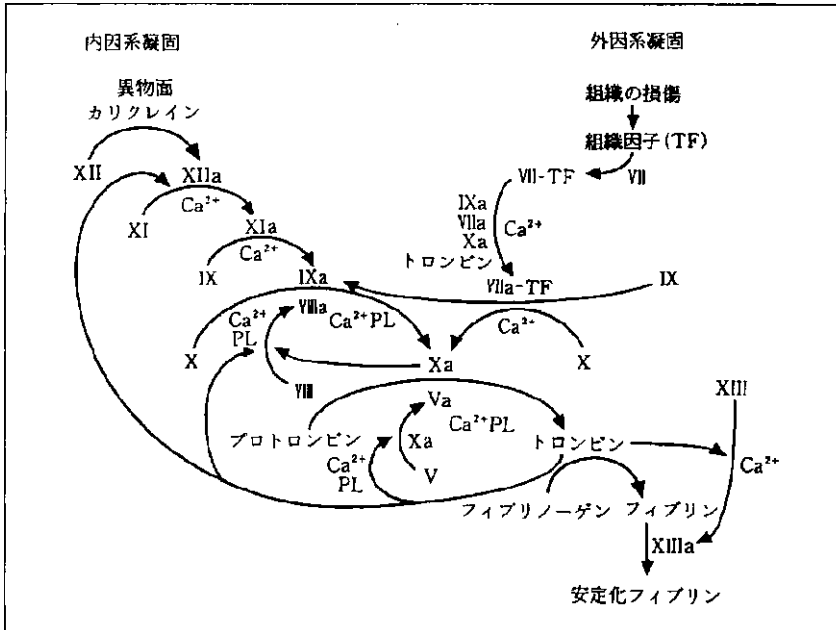 内因系凝固
外因系凝固
異物面
カリクレイン
組織の損傷
組織因子(TF)
XII
XIIa
VII-TF
VII
Ca²⁺
IXa
VIIa
Xa
Ca²⁺
トロンビン
XI
XIa
Ca²⁺
IX
IXa
VIIa-TF
IX
Ca²⁺
PL
VIIIa
Ca²⁺PL
Ca²⁺
X
Xa
X
VIII
XIII
Va
Ca²⁺PL
プロトロンビン
Xa
トロンビン
Ca²⁺
PL
V
Ca²⁺
フィブリノーゲン
フィブリン
XIIIa
安定化フィブリン